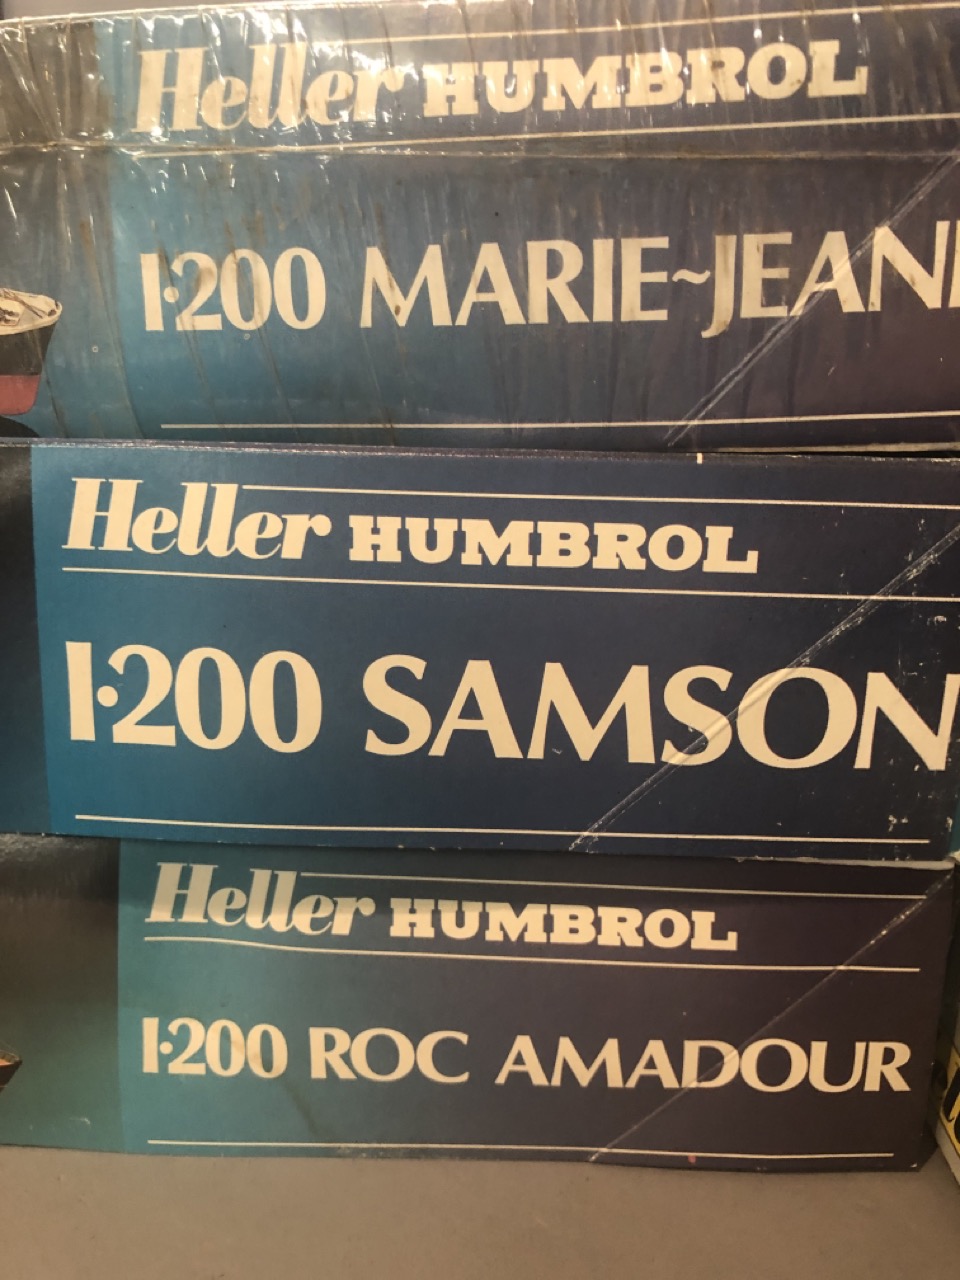 Heller HUMBROL
1·200 MARIE~JEAN
Heller HUMBROL
1·200 SAMSON
Heller HUMBROL
1·200 ROC AMADOUR